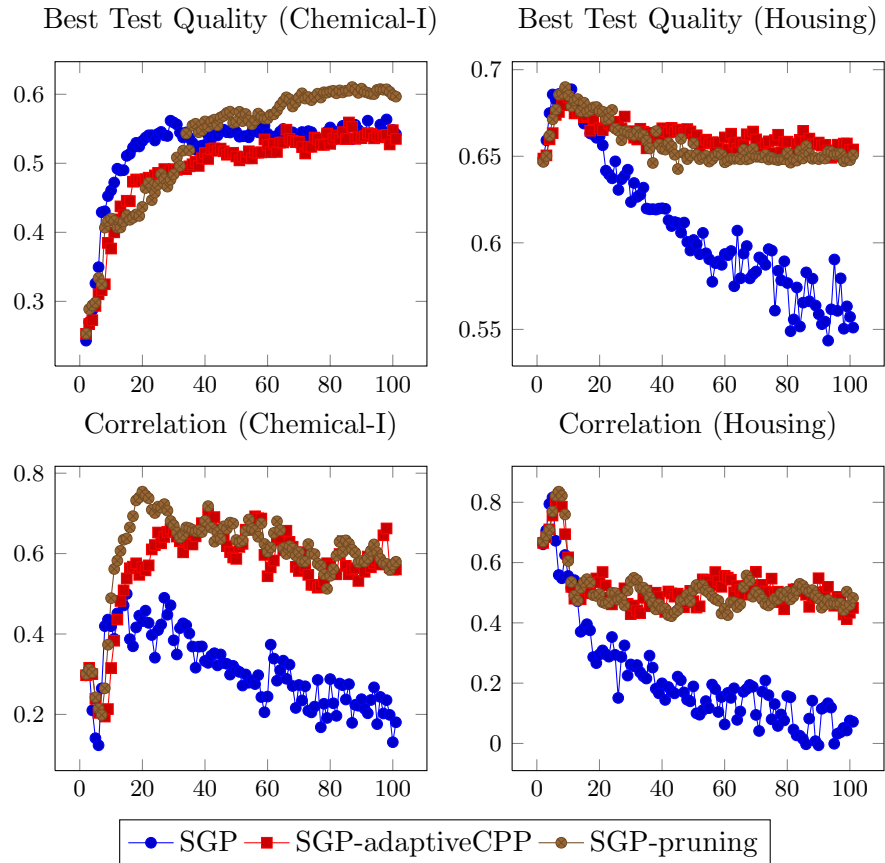 Best Test Quality (Chemical-I)
0.6
0.5
0.4
0.3
0 20 40 60 80 100
Best Test Quality (Housing)
0.7
0.65
0.6
0.55
0 20 40 60 80 100
Correlation (Chemical-I)
0.8
0.6
0.4
0.2
0 20 40 60 80 100
Correlation (Housing)
0.8
0.6
0.4
0.2
0
0 20 40 60 80 100
SGP SGP-adaptiveCPP SGP-pruning